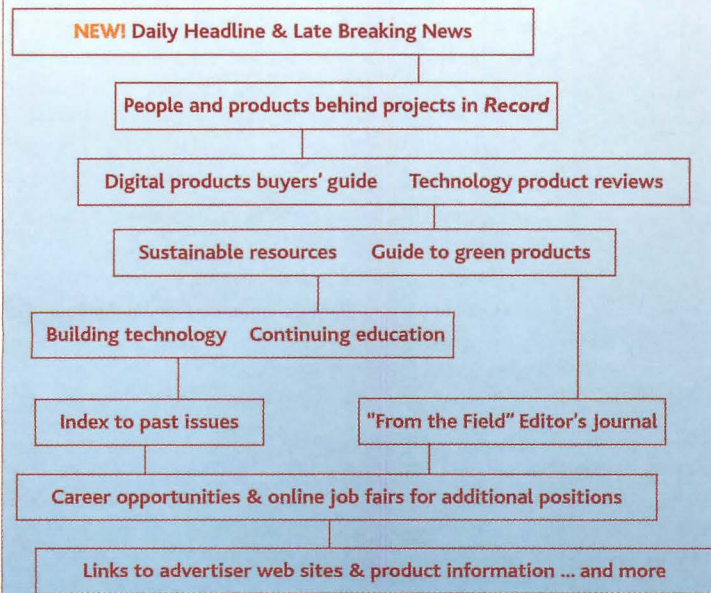 NEW! Daily Headline & Late Breaking News
People and products behind projects in Record
Digital products buyers' guide Technology product reviews
Sustainable resources Guide to green products
Building technology Continuing education
Index to past issues "From the Field" Editor's Journal
Career opportunities & online job fairs for additional positions
Links to advertiser web sites & product information ... and more